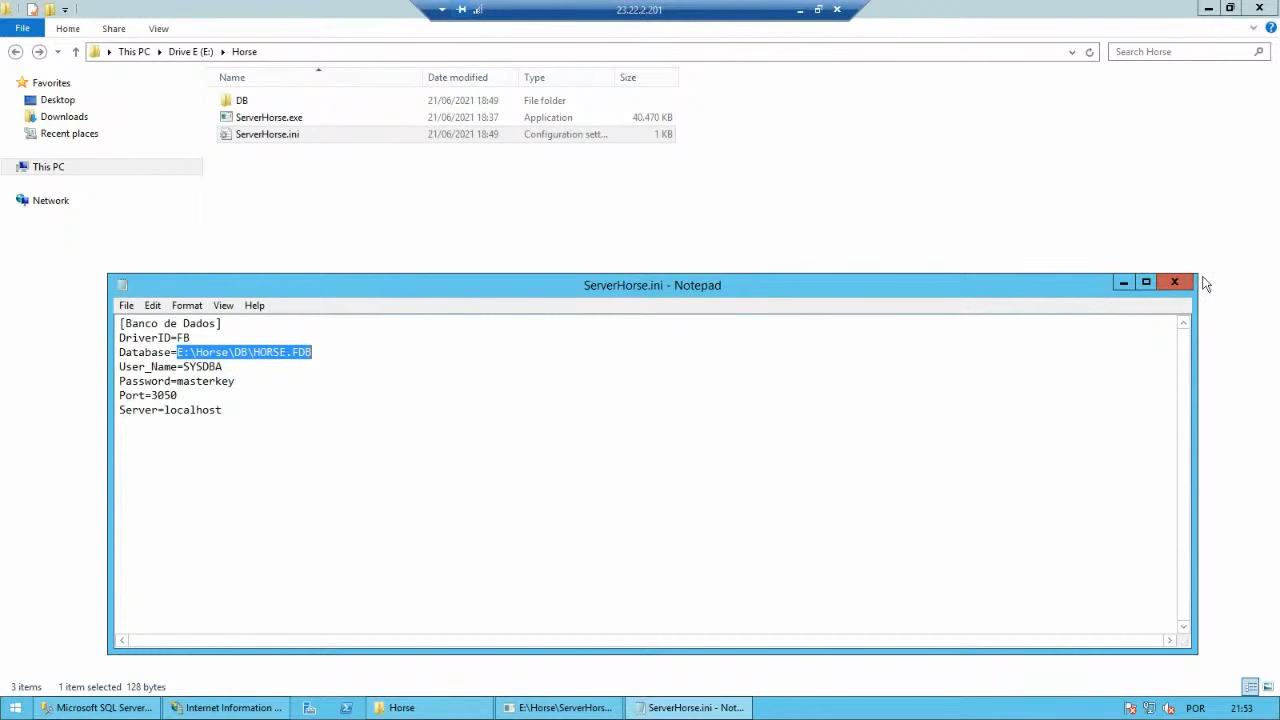 23.22.2.201
File Home Share View
This PC Drive E (E:) Horse
Search Horse
Name Date modified Type Size
Favorites
Desktop
Downloads
Recent places
This PC
Network
DB 21/06/2021 18:49 File folder
ServerHorse.exe 21/06/2021 18:37 Application 40.470 KB
ServerHorse.ini 21/06/2021 18:49 Configuration sett... 1 KB
ServerHorse.ini - Notepad
File Edit Format View Help
[Banco de Dados]
DriverID=FB
Database=E:\Horse\DB\HORSE.FDB
User_Name=SYSDBA
Password=masterkey
Port=3050
Server=localhost
3 items 1 item selected 128 bytes
Microsoft SQL Server... Internet Information ... Horse E:\Horse\ServerHors... ServerHorse.ini - Not... POR 21:53